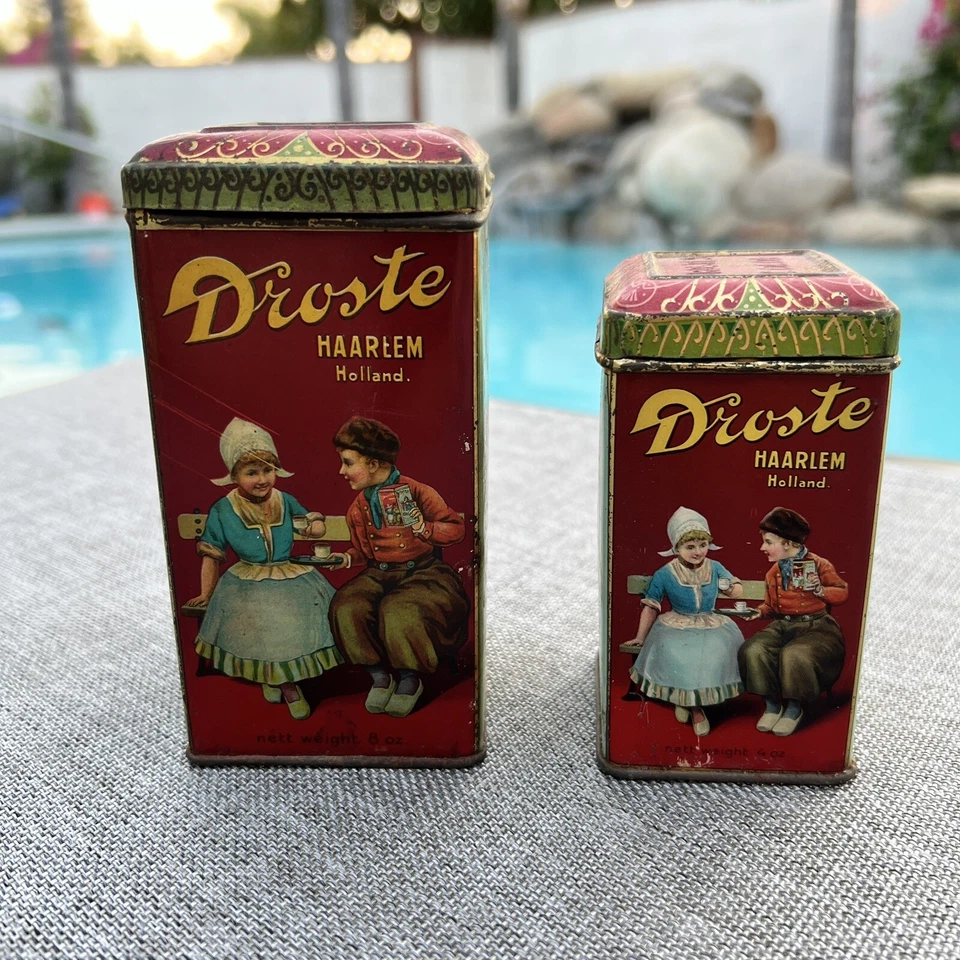 Droste
HAARLEM
Holland.
nett weight 8 oz
Droste
HAARLEM
Holland.
nett weight 4 oz